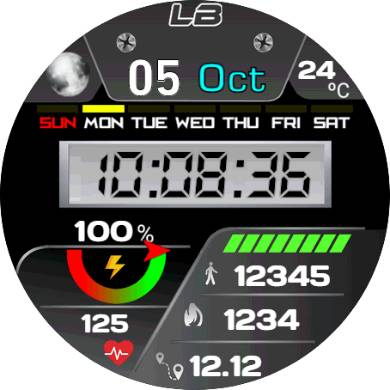 LB
05 Oct
24 °C
SUN MON TUE WED THU FRI SAT
10:08:36
100%
12345
125
1234
12.12